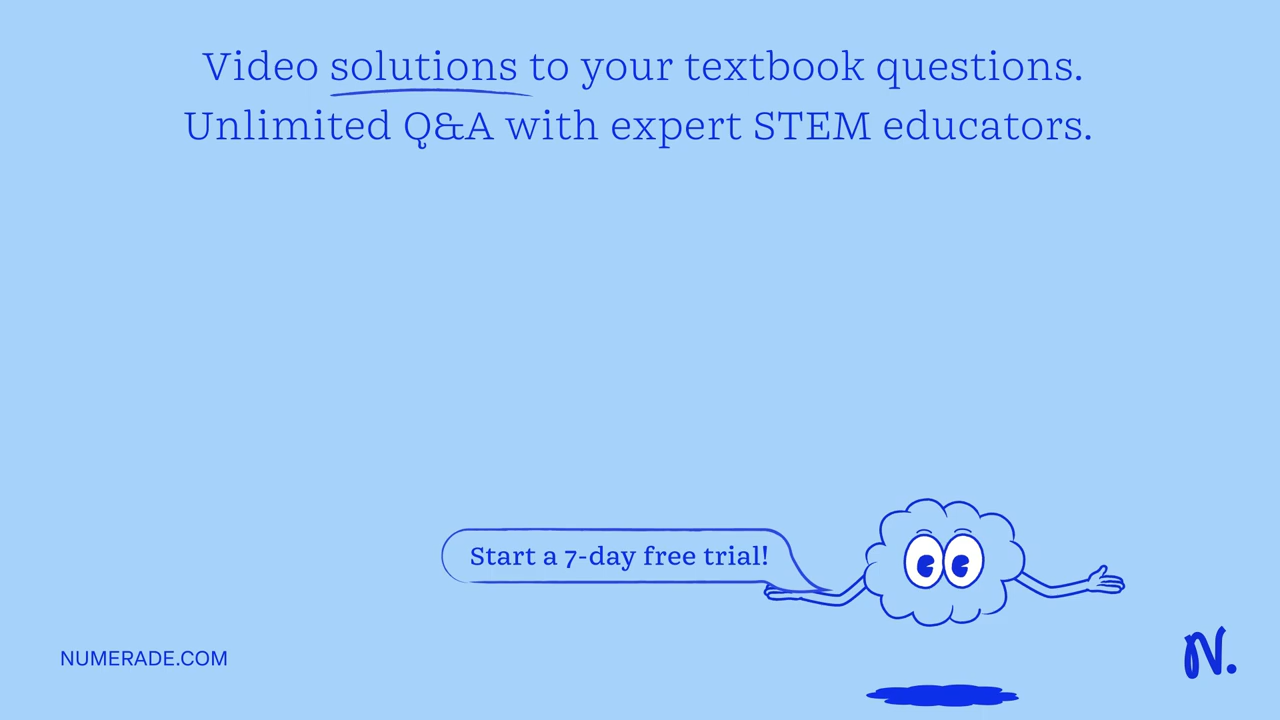 Video solutions to your textbook questions.
Unlimited Q&A with expert STEM educators.
Start a 7-day free trial!
NUMERADE.COM
N.